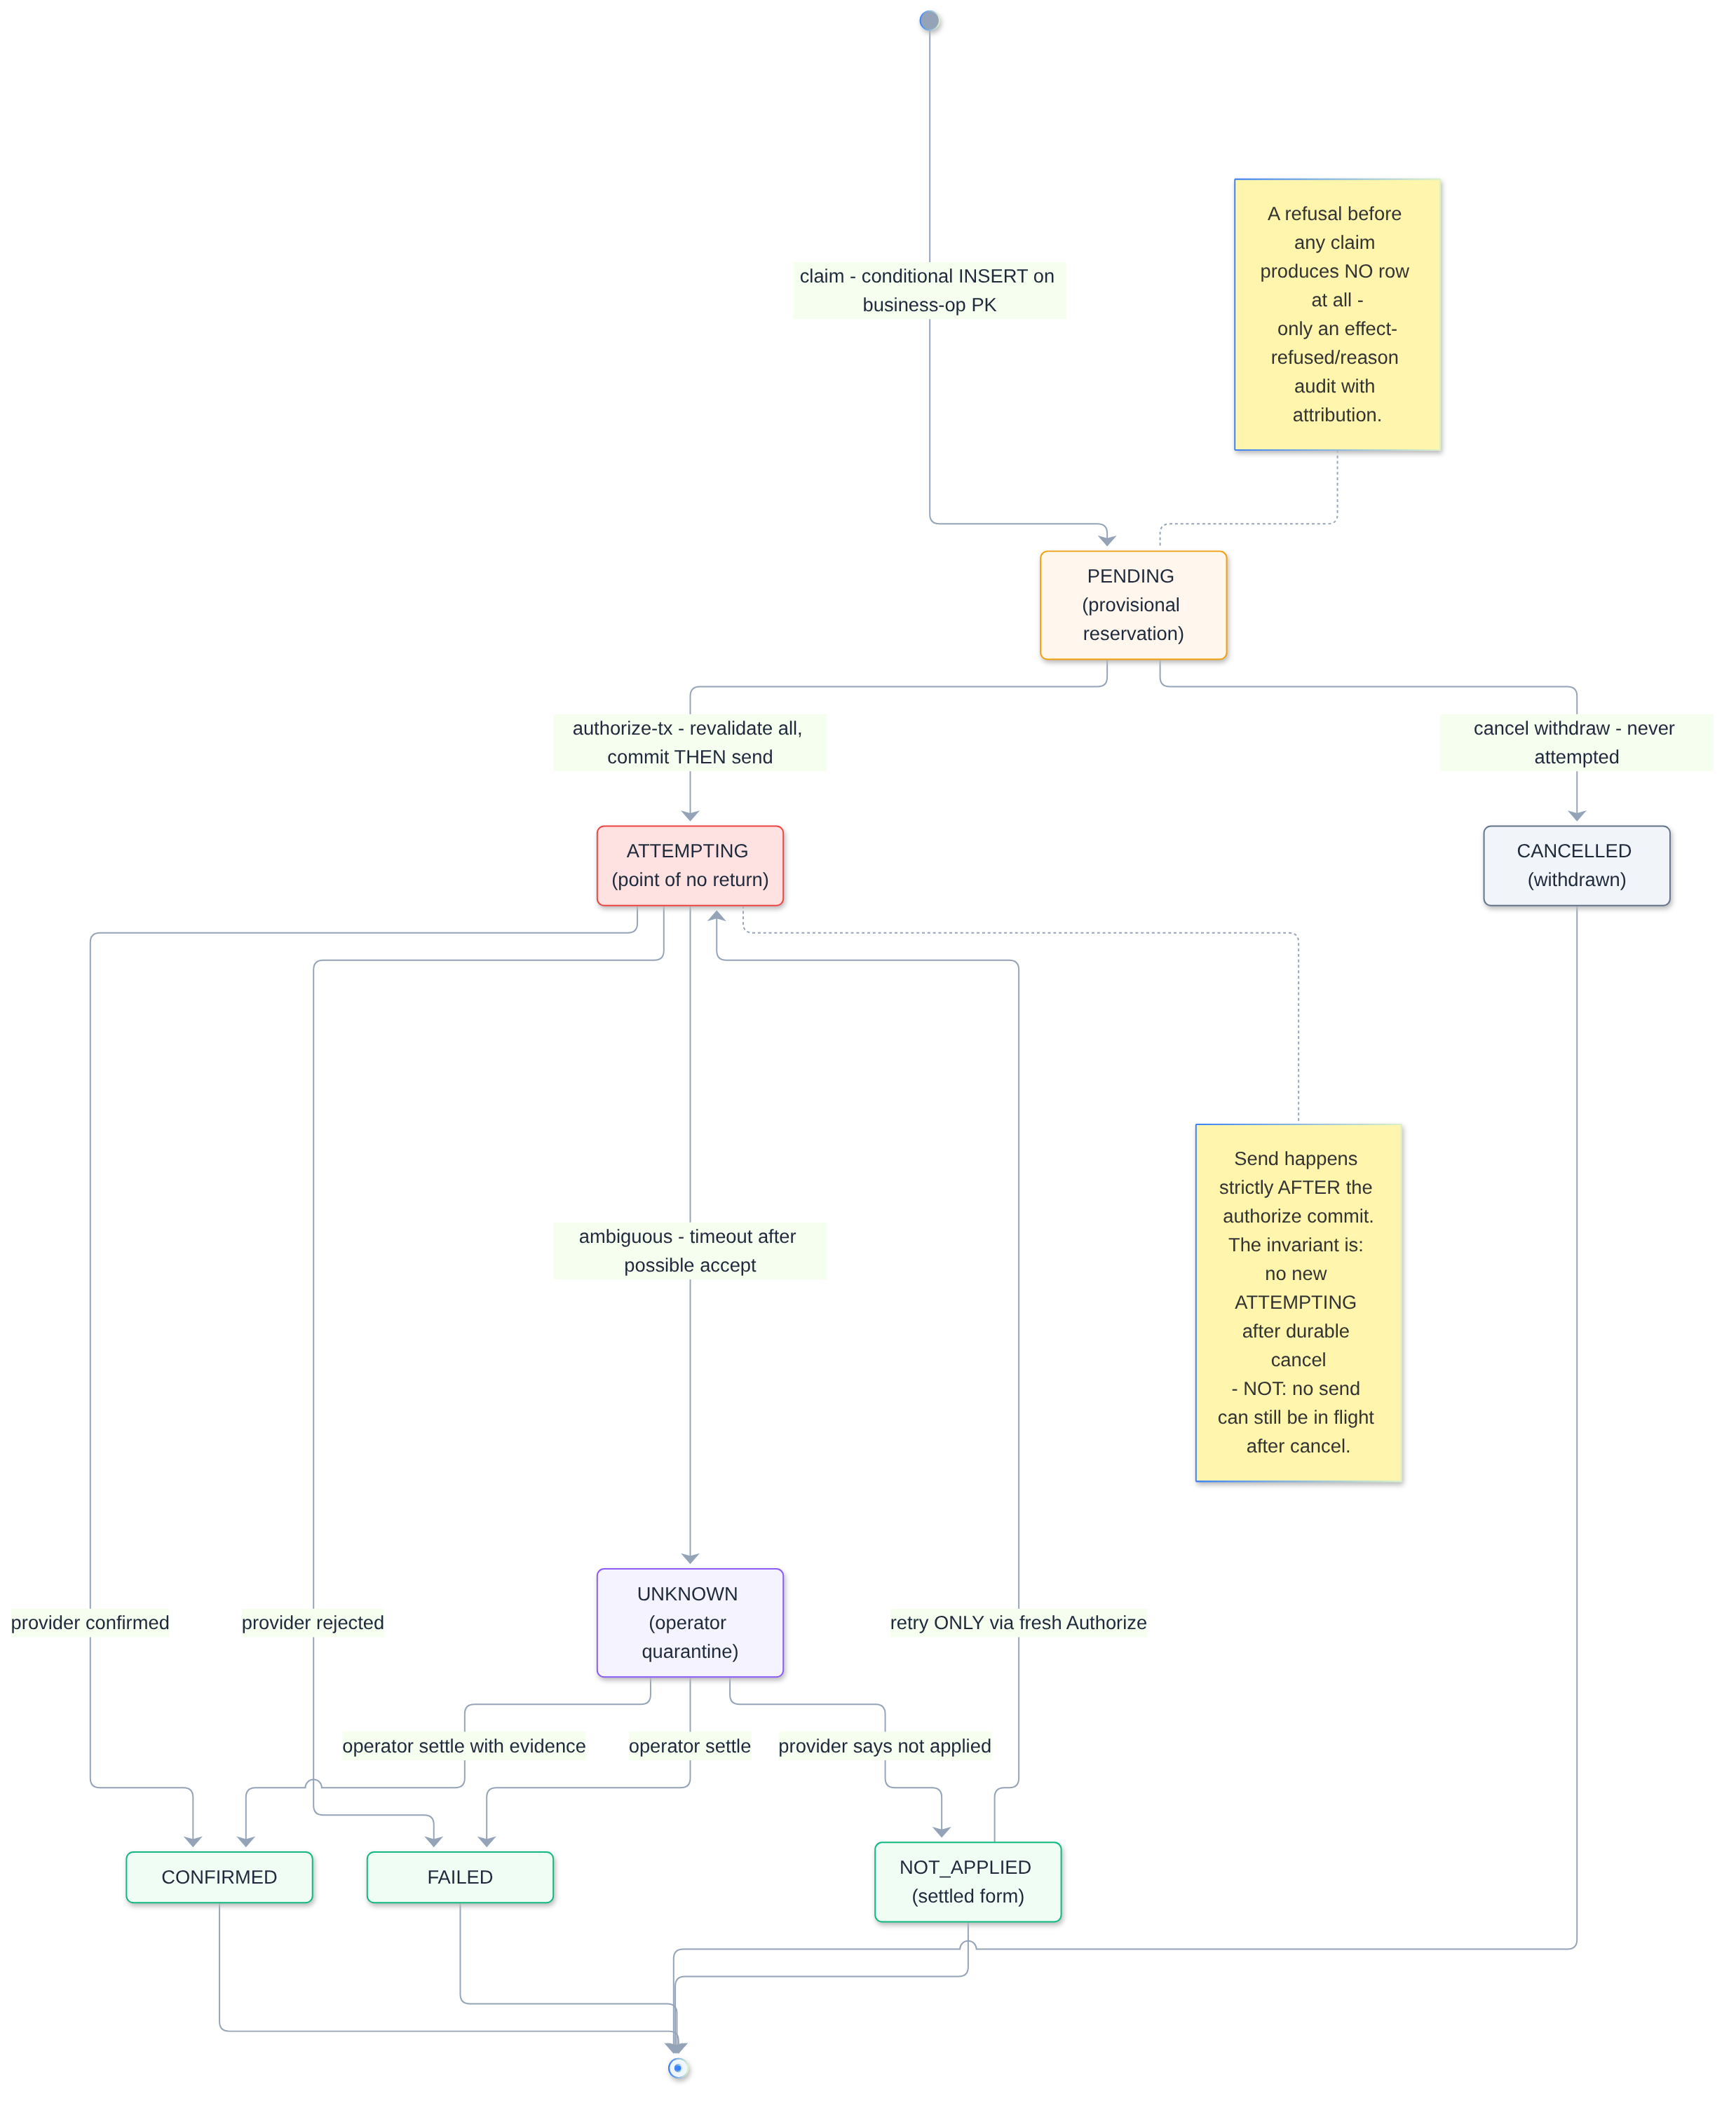 A refusal before
any claim
produces NO row
at all -
only an effect-
refused/reason
audit with
attribution.
claim - conditional INSERT on
business-op PK
PENDING
(provisional
reservation)
authorize-tx - revalidate all,
commit THEN send
cancel withdraw - never
attempted
ATTEMPTING
(point of no return)
CANCELLED
(withdrawn)
Send happens
strictly AFTER the
authorize commit.
The invariant is:
no new
ATTEMPTING
after durable
cancel
- NOT: no send
can still be in flight
after cancel.
ambiguous - timeout after
possible accept
UNKNOWN
(operator
quarantine)
provider confirmed
provider rejected
retry ONLY via fresh Authorize
operator settle with evidence
operator settle
provider says not applied
CONFIRMED
FAILED
NOT_APPLIED
(settled form)